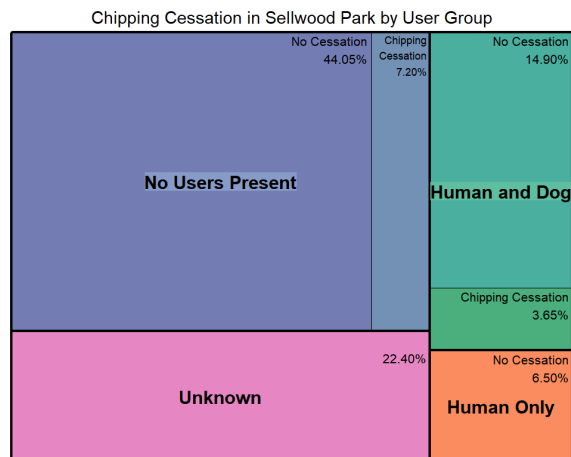 Chipping Cessation in Sellwood Park by User Group
No Cessation
44.05%
Chipping
Cessation
7.20%
No Users Present
No Cessation
14.90%
Human and Dog
Chipping Cessation
3.65%
22.40%
Unknown
No Cessation
6.50%
Human Only